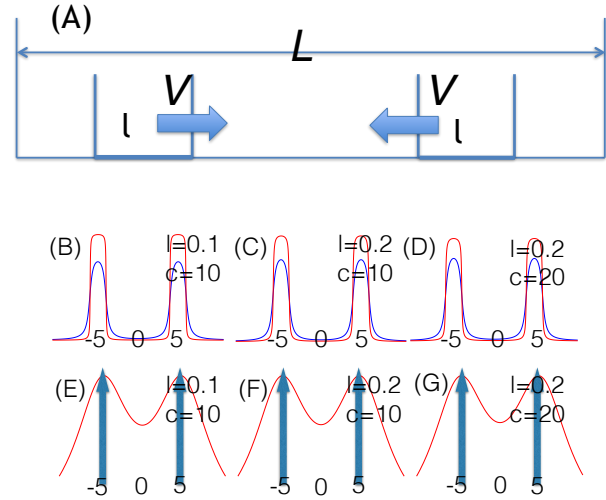 (A)
L
V
V
l
l
(B)
l=0.1
c=10
-5 0 5
(C)
l=0.2
c=10
-5 0 5
(D)
l=0.2
c=20
-5 0 5
(E)
l=0.1
c=10
-5 0 5
(F)
l=0.2
c=10
-5 0 5
(G)
l=0.2
c=20
-5 0 5